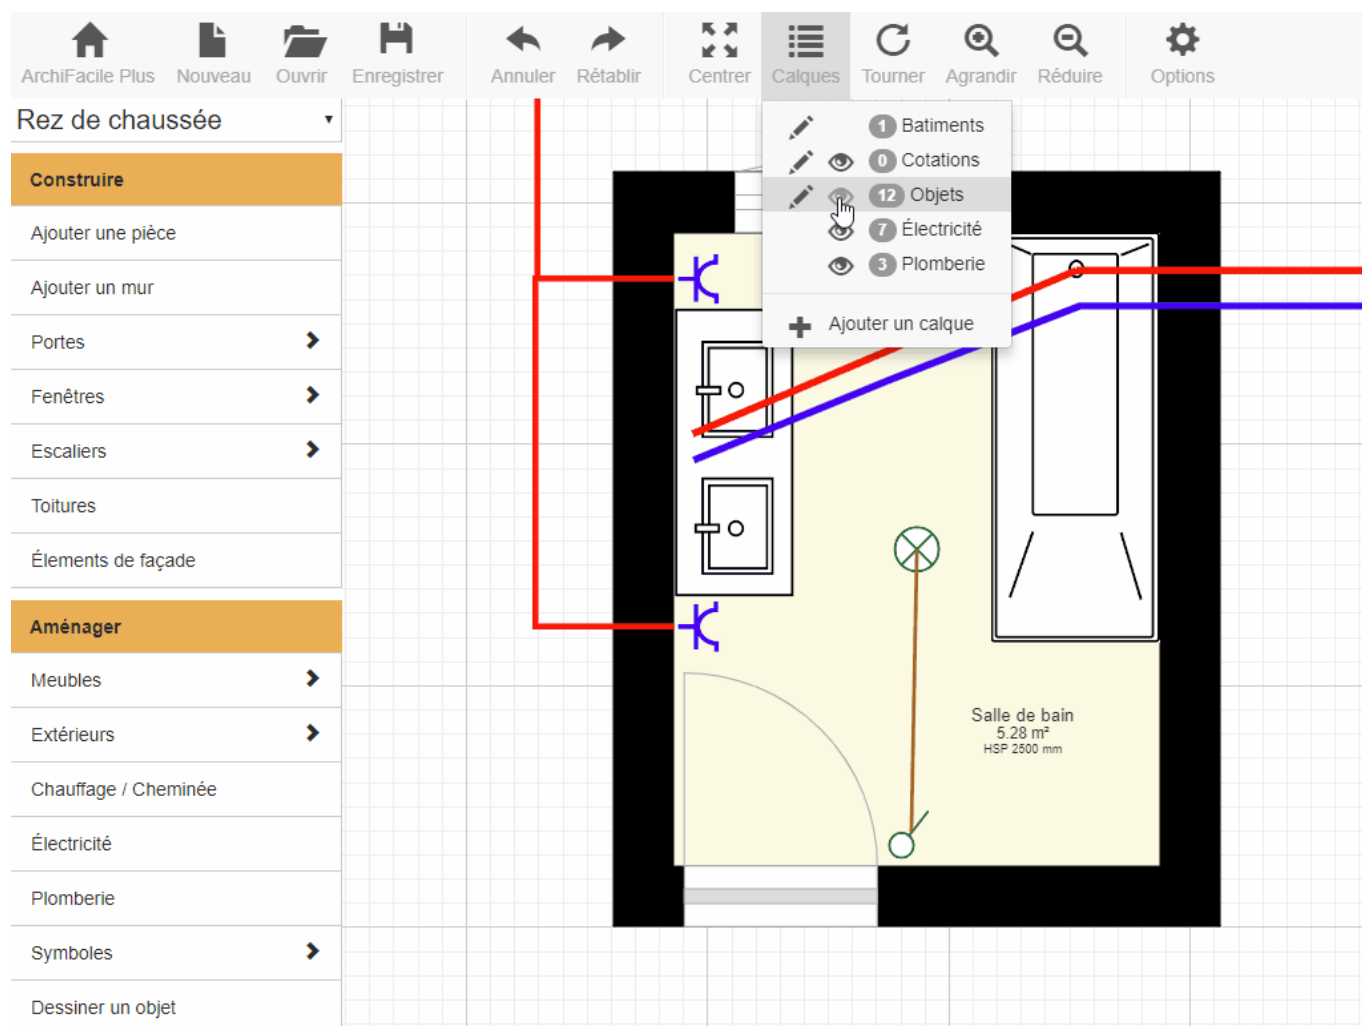 ArchiFacile Plus
Nouveau
Ouvrir
Enregistrer
Annuler
Rétablir
Centrer
Calques
Tourner
Agrandir
Réduire
Options
Rez de chaussée
Construire
Ajouter une pièce
Ajouter un mur
Portes
Fenêtres
Escaliers
Toitures
Élements de façade
Aménager
Meubles
Extérieurs
Chauffage / Cheminée
Électricité
Plomberie
Symboles
Dessiner un objet
1 Batiments
0 Cotations
12 Objets
7 Électricité
3 Plomberie
Ajouter un calque
Salle de bain
5.28 m²
HSP 2500 mm